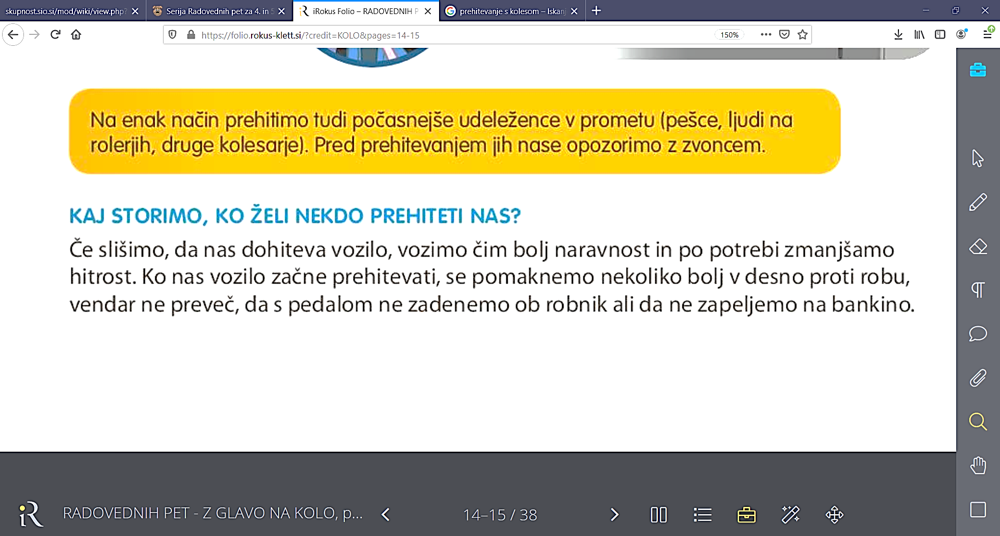 skupnost.sio.si/mod/wiki/view.php?
Serija Radovednih pet za 4. in 5
iRokus Folio – RADOVEDNIH P
prehitevanje s kolesom – Iskanj
https://folio.rokus-klett.si/?credit=KOLO&pages=14-15
150%
Na enak način prehitimo tudi počasnejše udeležence v prometu (pešce, ljudi na
rolerjih, druge kolesarje). Pred prehitevanjem jih nase opozorimo z zvoncem.
KAJ STORIMO, KO ŽELI NEKDO PREHITETI NAS?
Če slišimo, da nas dohiteva vozilo, vozimo čim bolj naravnost in po potrebi zmanjšamo
hitrost. Ko nas vozilo začne prehitevati, se pomaknemo nekoliko bolj v desno proti robu,
vendar ne preveč, da s pedalom ne zadenemo ob robnik ali da ne zapeljemo na bankino.
iR
RADOVEDNIH PET - Z GLAVO NA KOLO, p...
14–15 / 38